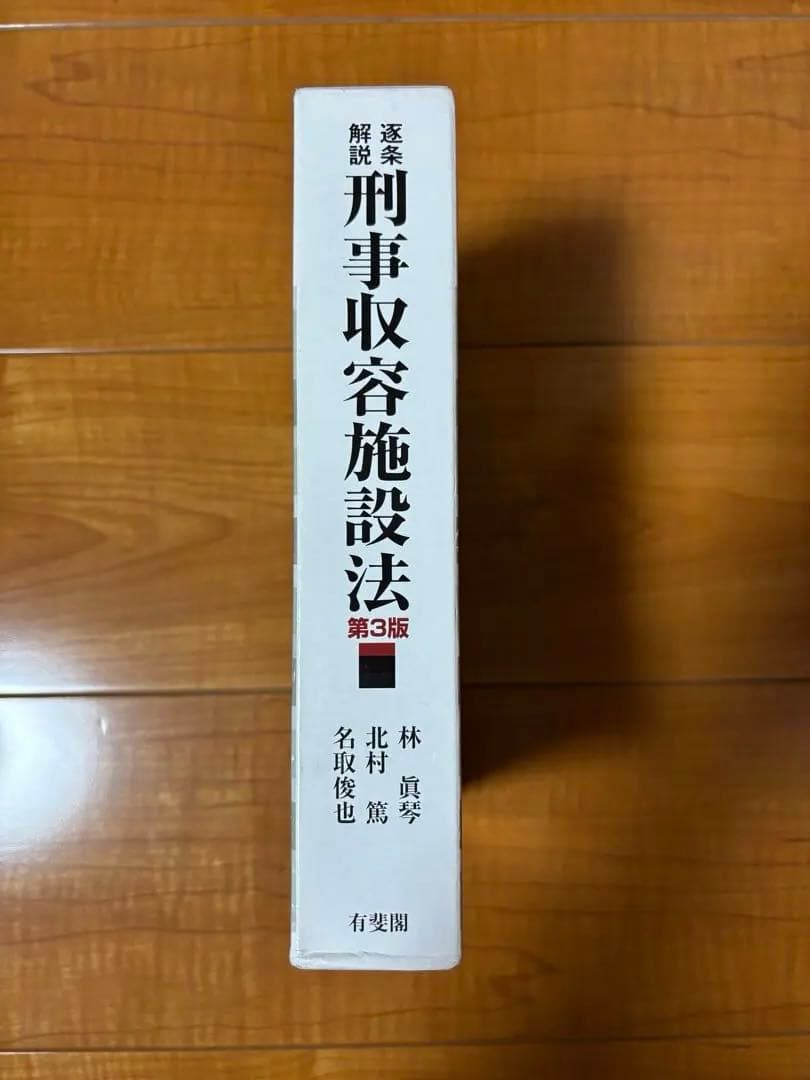 逐条
解説
刑事収容施設法
第3版
林 眞琴
北村 篤
名取俊也
有斐閣